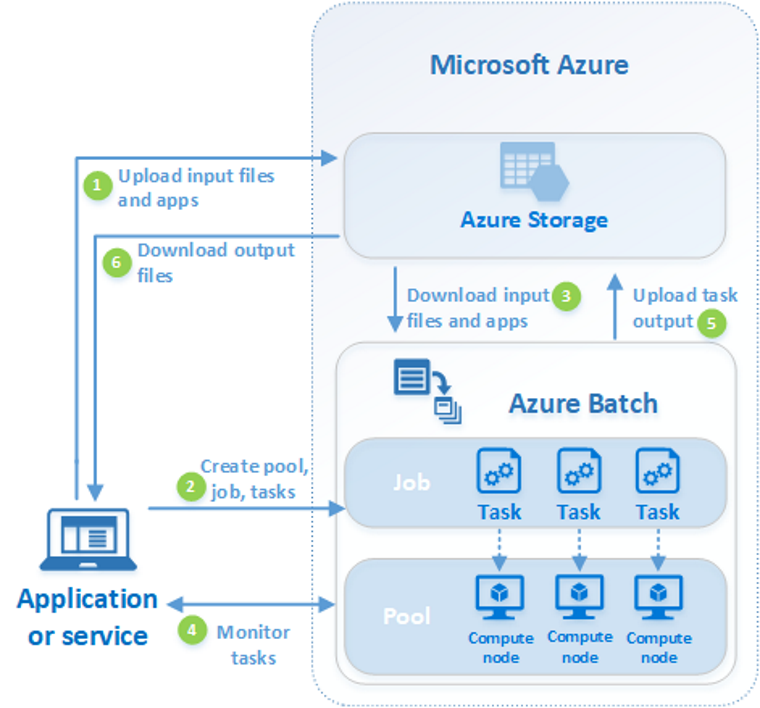 Microsoft Azure
1 Upload input files
and apps
Azure Storage
6 Download output
files
Download input 3
files and apps
Upload task
output 5
Azure Batch
Create pool,
2 job, tasks
Job
Task Task Task
Application
or service
4 Monitor
tasks
Pool
Compute
node
Compute
node
Compute
node